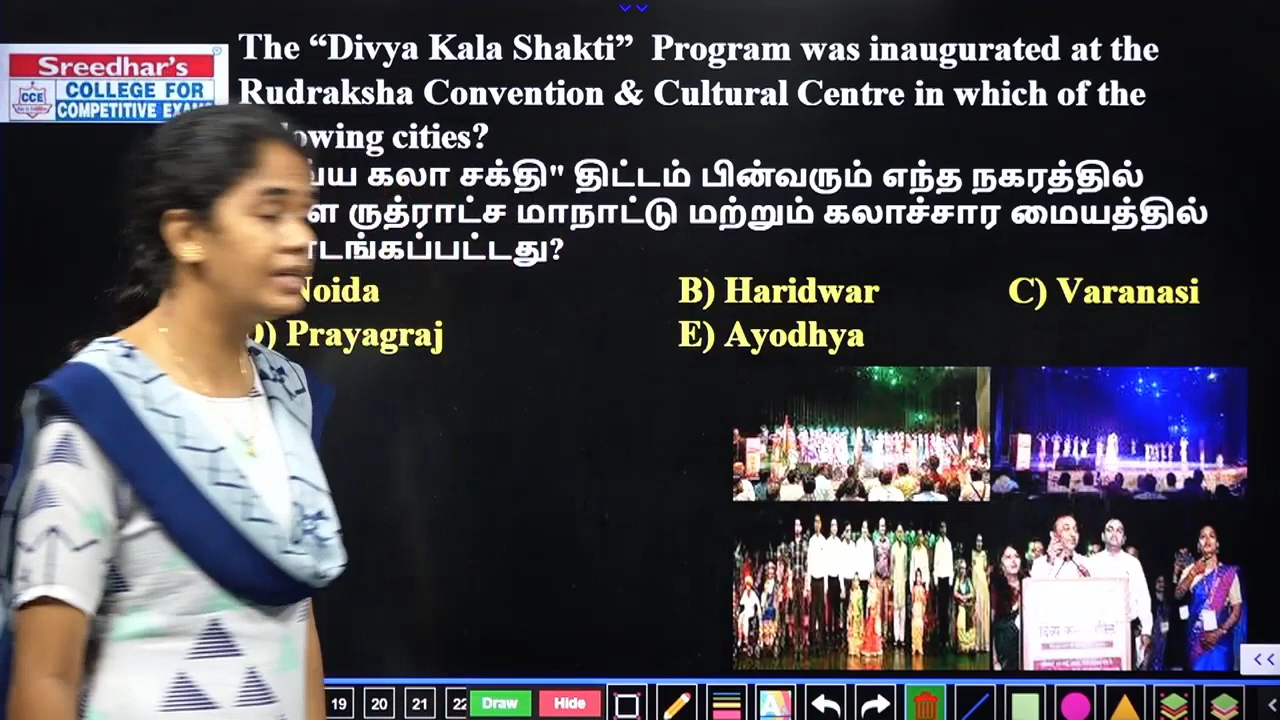 Sreedhar's
CCE
COLLEGE FOR
COMPETITIVE EXAMS
The “Divya Kala Shakti” Program was inaugurated at the
Rudraksha Convention & Cultural Centre in which of the
lowing cities?
கலா சக்தி" திட்டம் பின்வரும் எந்த நகரத்தில்
ருத்ராட்ச மாநாட்டு மற்றும் கலாச்சார மையத்தில்
டங்கப்பட்டது?
Noida
B) Haridwar
C) Varanasi
D) Prayagraj
E) Ayodhya
19 20 21 22 Draw Hide